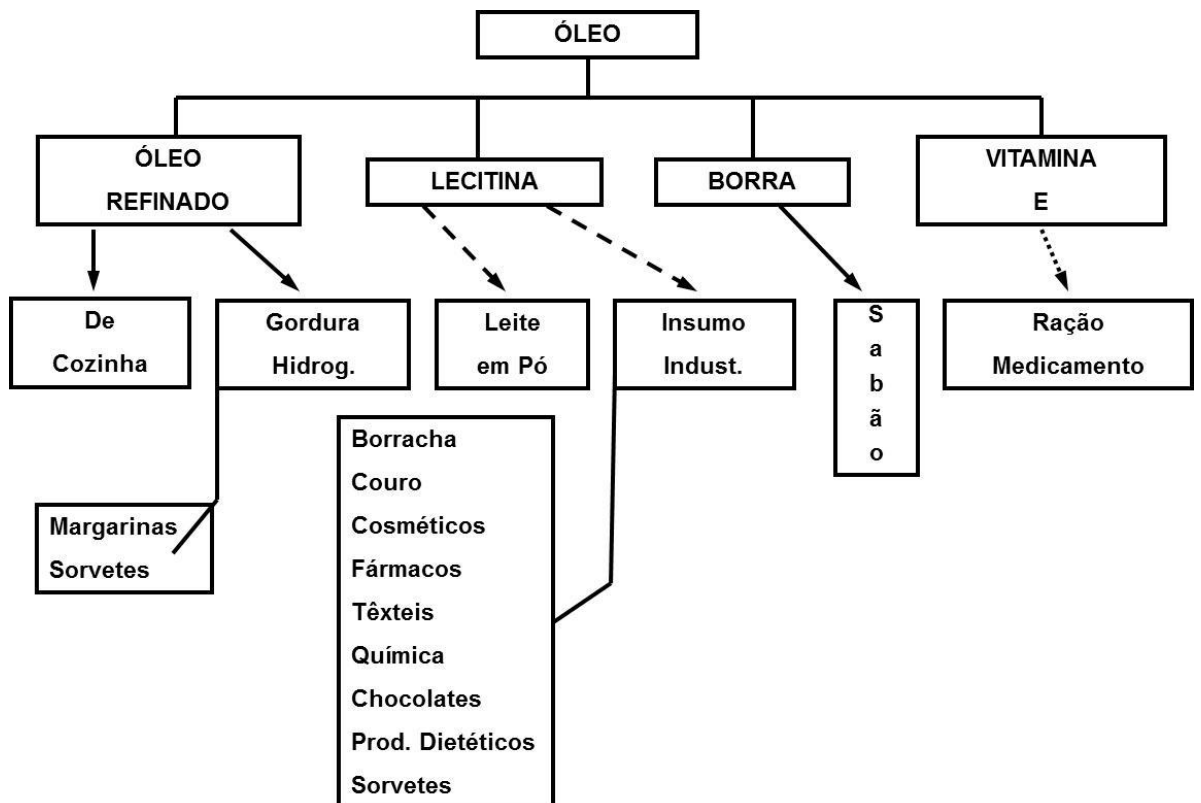 ÓLEO
ÓLEO
REFINADO
LECITINA
BORRA
VITAMINA
E
De
Cozinha
Gordura
Hidrog.
Leite
em Pó
Insumo
Indust.
S
a
b
ã
o
Ração
Medicamento
Margarinas
Sorvetes
Borracha
Couro
Cosméticos
Fármacos
Têxteis
Química
Chocolates
Prod. Dietéticos
Sorvetes